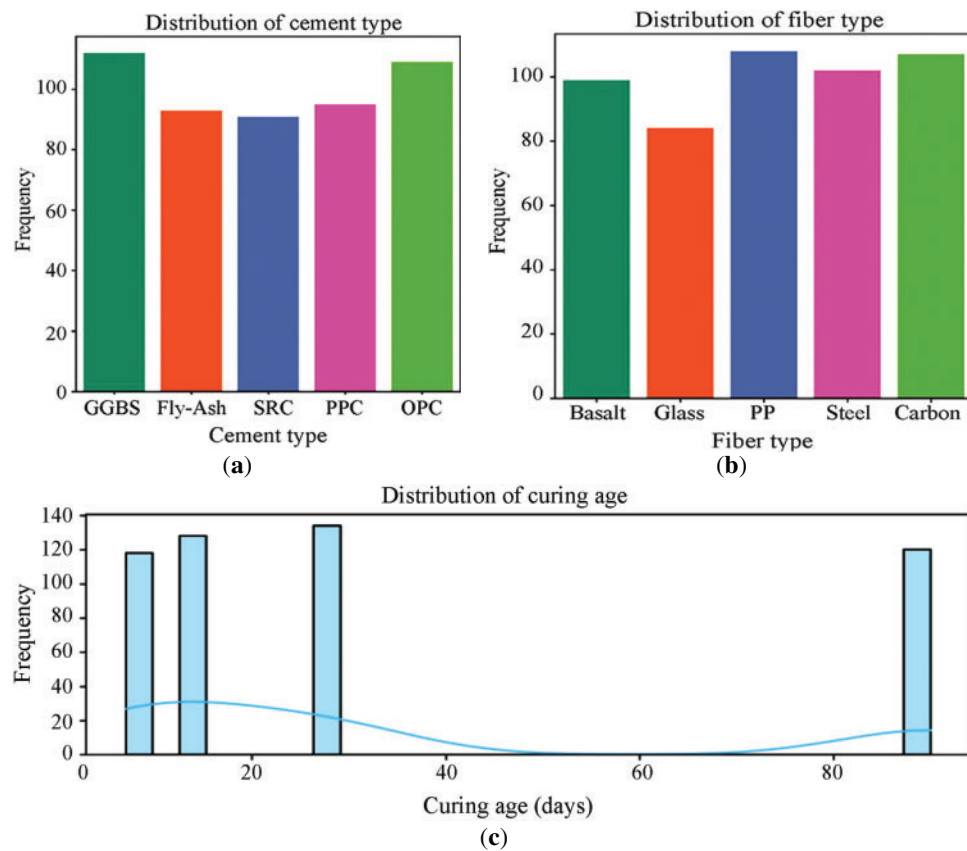 Distribution of cement type
Frequency
100
80
60
40
20
0
GGBS Fly-Ash SRC PPC OPC
Cement type
(a)
Distribution of fiber type
Frequency
100
80
60
40
20
0
Basalt Glass PP Steel Carbon
Fiber type
(b)
Distribution of curing age
Frequency
140
120
100
80
60
40
20
0
0 20 40 60 80
Curing age (days)
(c)